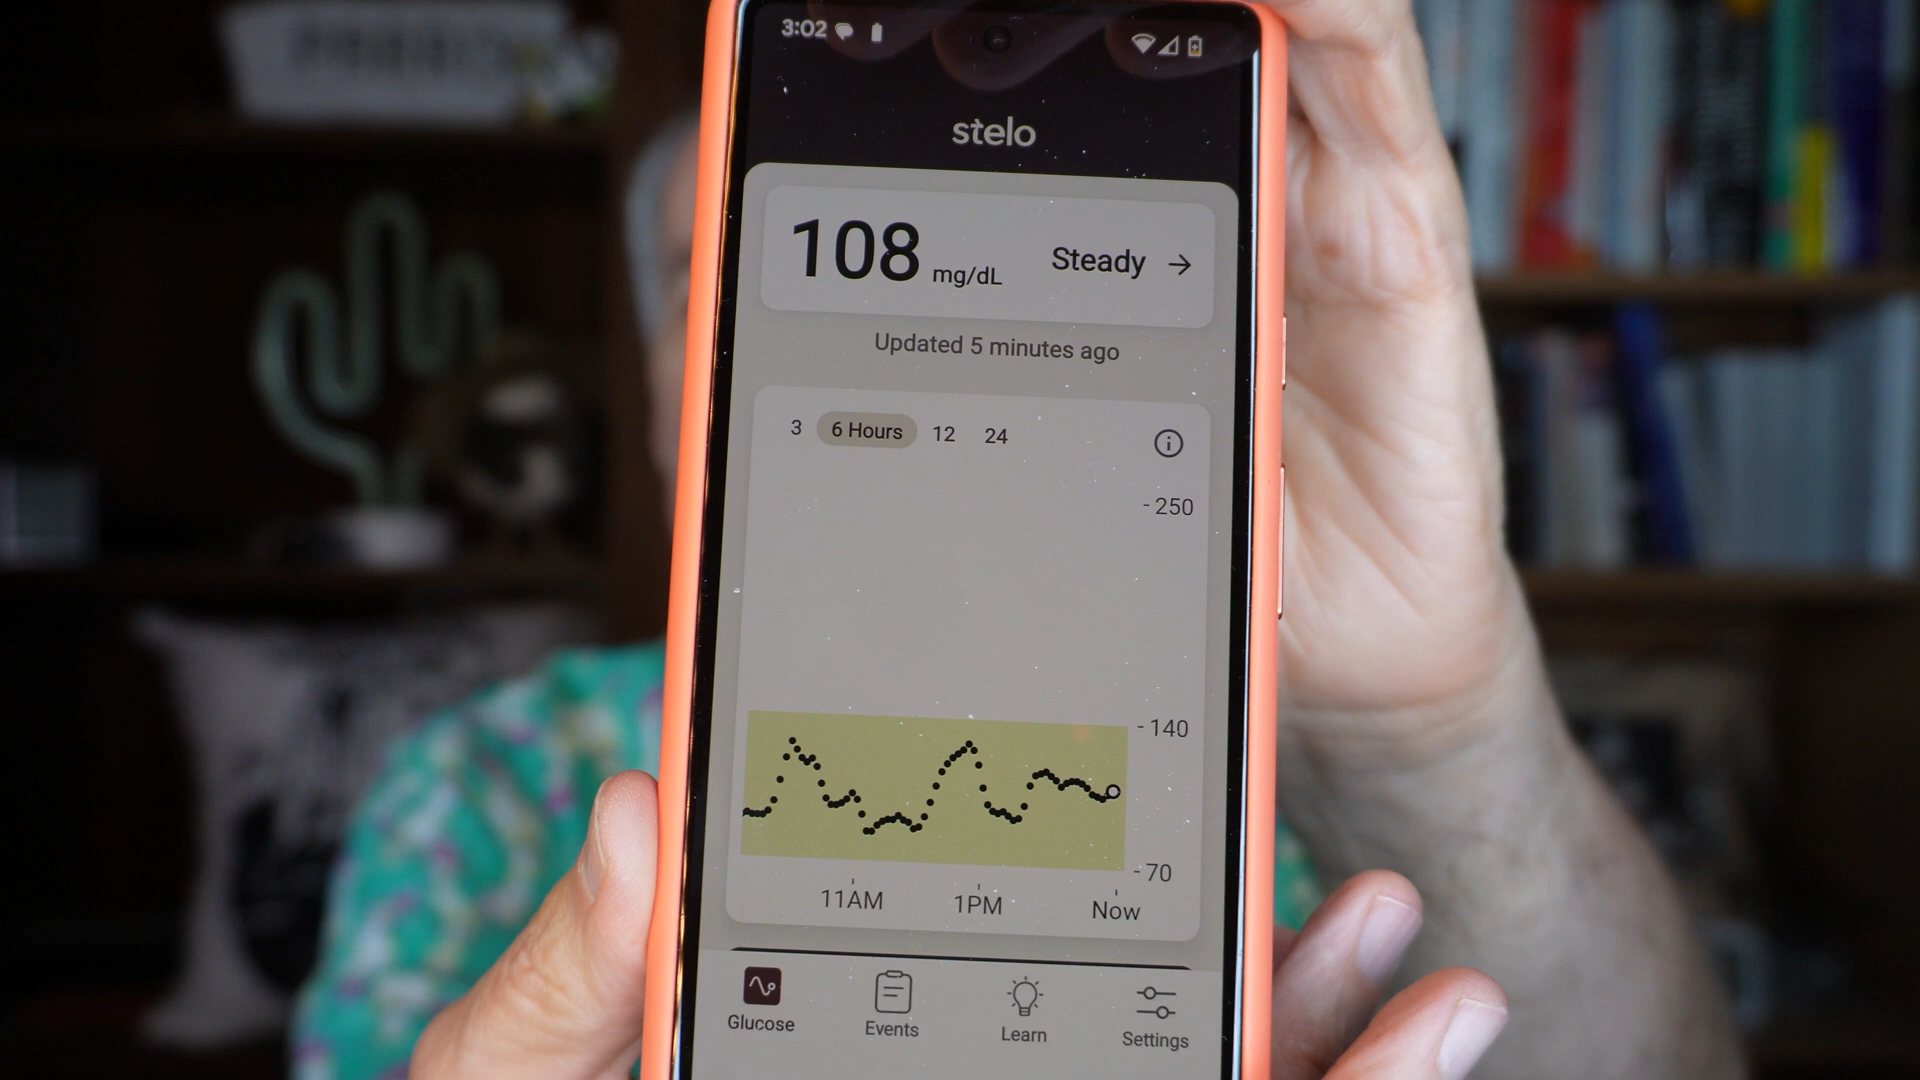 3:02
stelo
108 mg/dL Steady →
Updated 5 minutes ago
3 6 Hours 12 24
250
140
70
11AM 1PM Now
Glucose Events Learn Settings